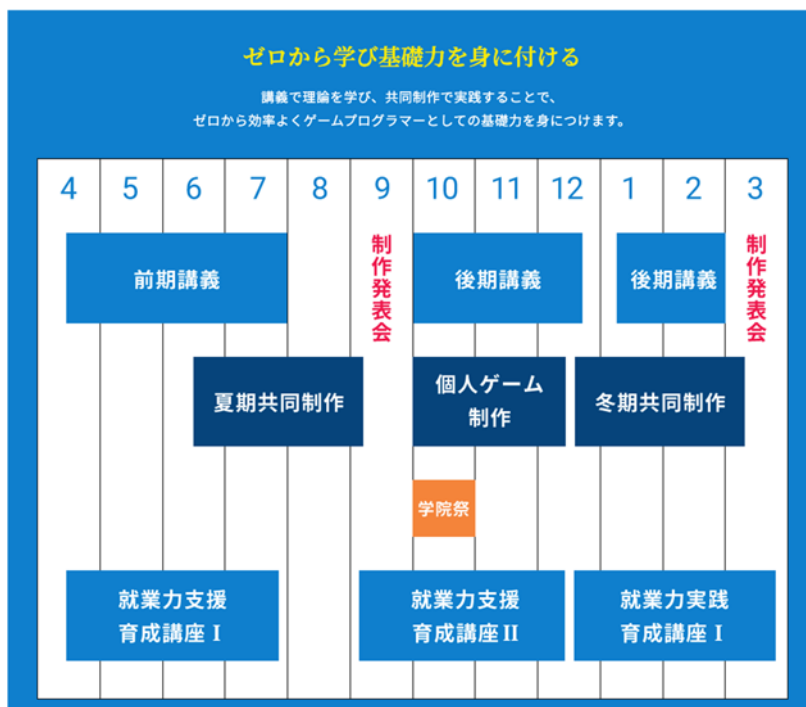 ゼロから学び基礎力を身に付ける
講義で理論を学び、共同制作で実践することで、
ゼロから効率よくゲームプログラマーとしての基礎力を身につけます。
4 5 6 7 8 9 10 11 12 1 2 3
前期講義
制作発表会
後期講義
後期講義
制作発表会
夏期共同制作
個人ゲーム
制作
冬期共同制作
学院祭
就業力支援
育成講座 I
就業力支援
育成講座 II
就業力実践
育成講座 I